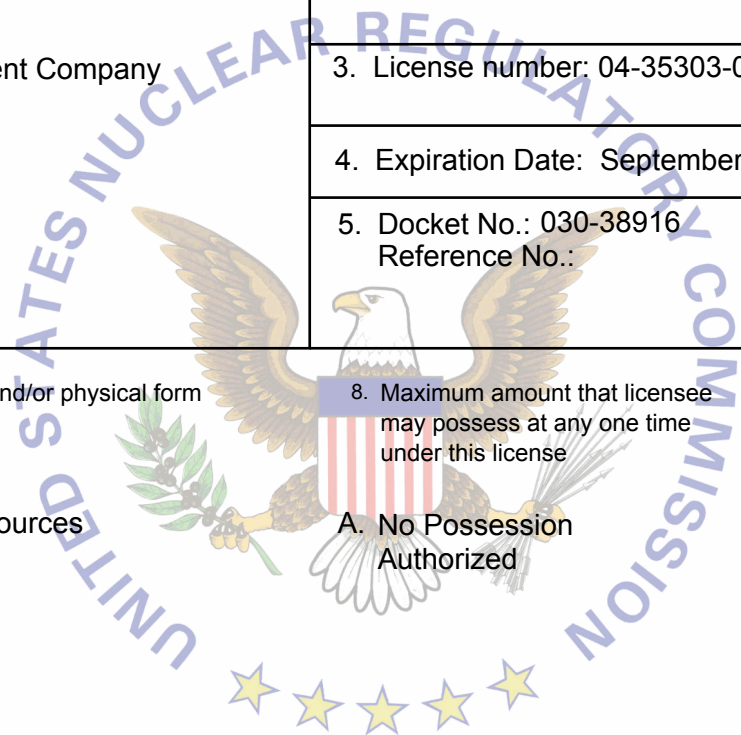 UNITED STATES NUCLEAR REGULATORY COMMISSION
ent Company
3. License number: 04-35303-0
4. Expiration Date: September
5. Docket No.: 030-38916
Reference No.:
nd/or physical form
8. Maximum amount that licensee
may possess at any one time
under this license
ources
A. No Possession
Authorized